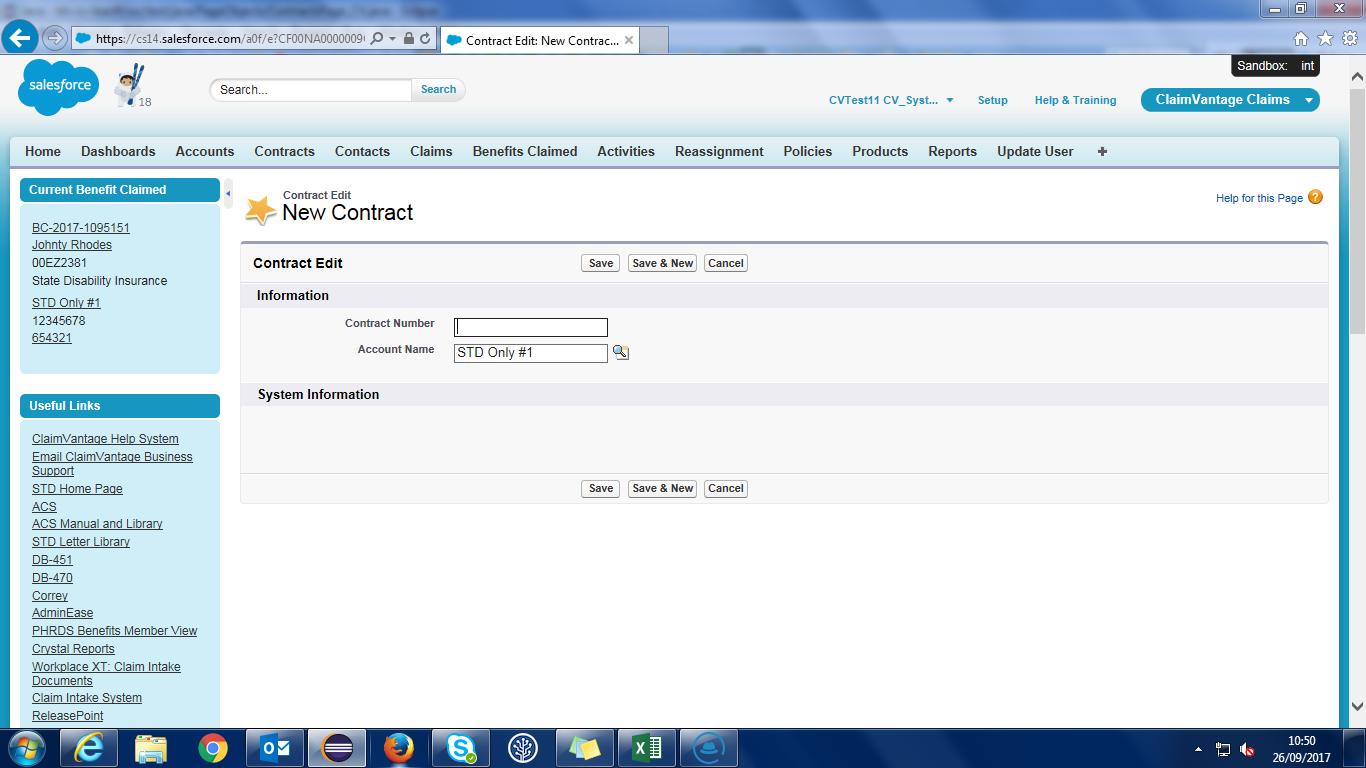 https://cs14.salesforce.com/a0f/e?CF00NA0000009(
Contract Edit: New Contrac...
Sandbox: int
salesforce
18
Search...
Search
CVTest11 CV_Syst...
Setup
Help & Training
ClaimVantage Claims
Home Dashboards Accounts Contracts Contacts Claims Benefits Claimed Activities Reassignment Policies Products Reports Update User +
Current Benefit Claimed
BC-2017-1095151
Johnty Rhodes
00EZ2381
State Disability Insurance
STD Only #1
12345678
654321
Useful Links
ClaimVantage Help System
Email ClaimVantage Business
Support
STD Home Page
ACS
ACS Manual and Library
STD Letter Library
DB-451
DB-470
Correy
AdminEase
PHRDS Benefits Member View
Crystal Reports
Workplace XT: Claim Intake
Documents
Claim Intake System
ReleasePoint
Contract Edit
New Contract
Help for this Page
Contract Edit
Save Save & New Cancel
Information
Contract Number
Account Name STD Only #1
System Information
Save Save & New Cancel
10:50
26/09/2017